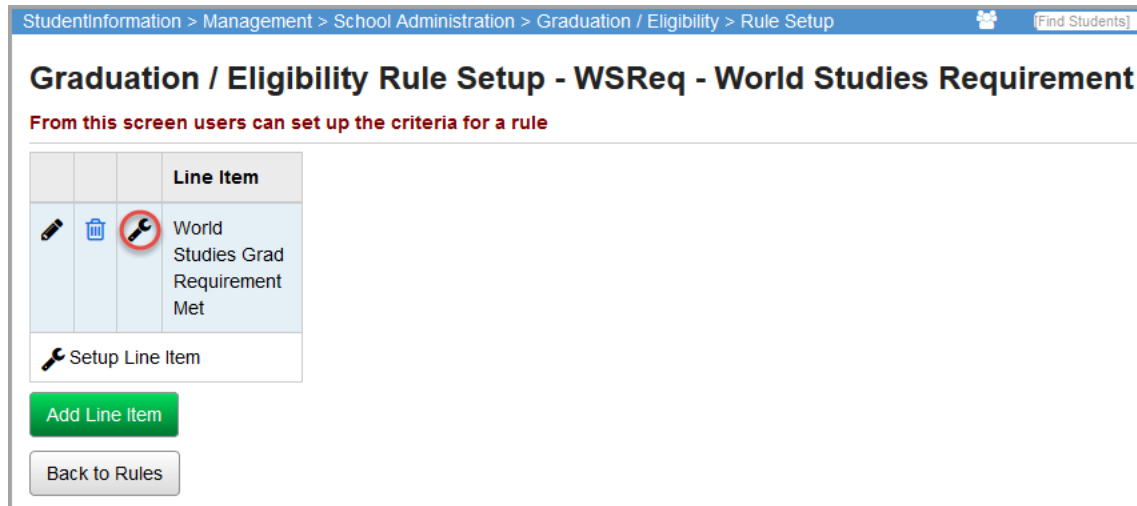 StudentInformation > Management > School Administration > Graduation / Eligibility > Rule Setup [Find Students]
Graduation / Eligibility Rule Setup - WSReq - World Studies Requirement
From this screen users can set up the criteria for a rule
Line Item
World
Studies Grad
Requirement
Met
Setup Line Item
Add Line Item
Back to Rules